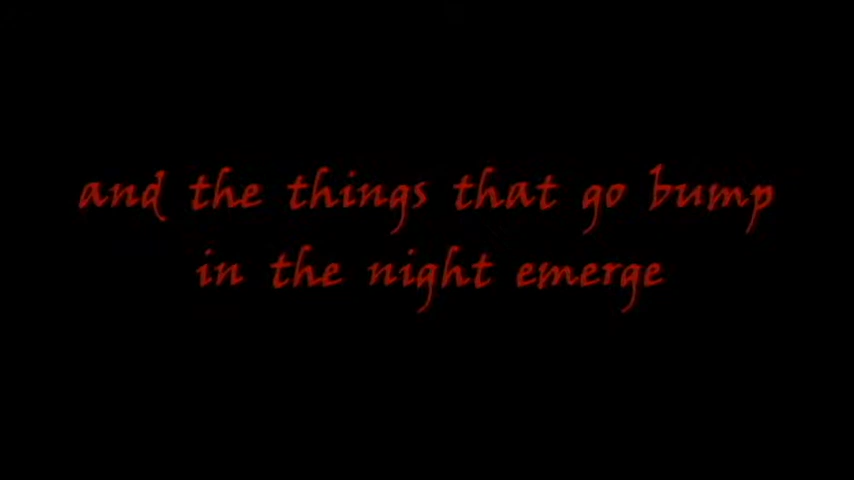 and the things that go bump
in the night emerge